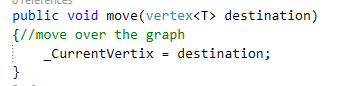 public void move(vertex<T> destination)
{//move over the graph
_CurrentVertix = destination;
}